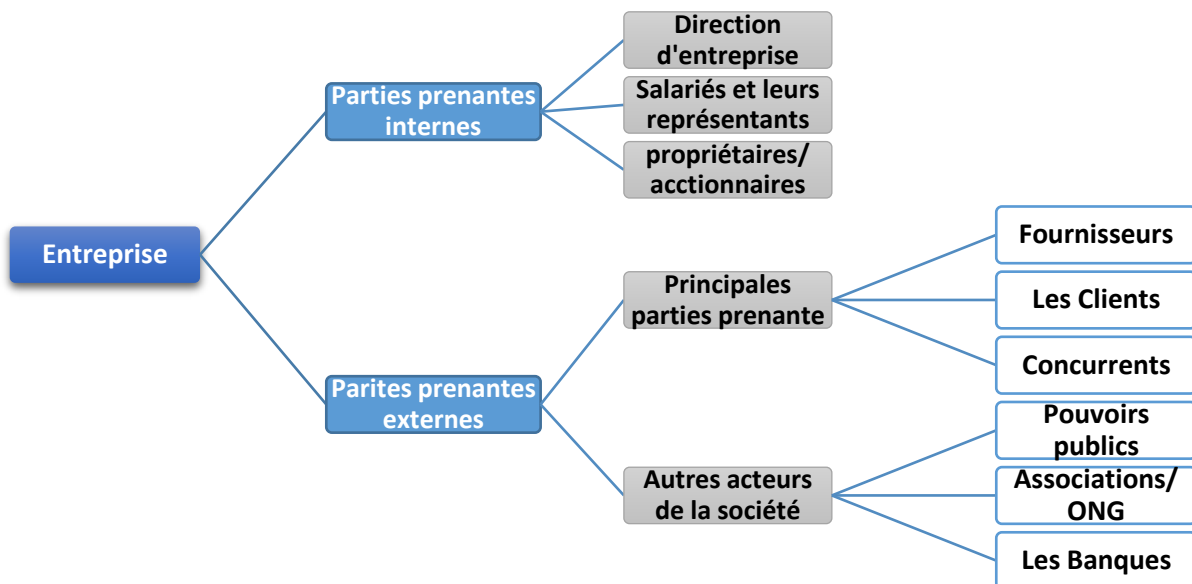 Entreprise
Parties prenantes
internes
Direction
d'entreprise
Salariés et leurs
représentants
propriétaires/
acctionnaires
Parites prenantes
externes
Principales
parties prenante
Fournisseurs
Les Clients
Concurrents
Autres acteurs
de la société
Pouvoirs
publics
Associations/
ONG
Les Banques